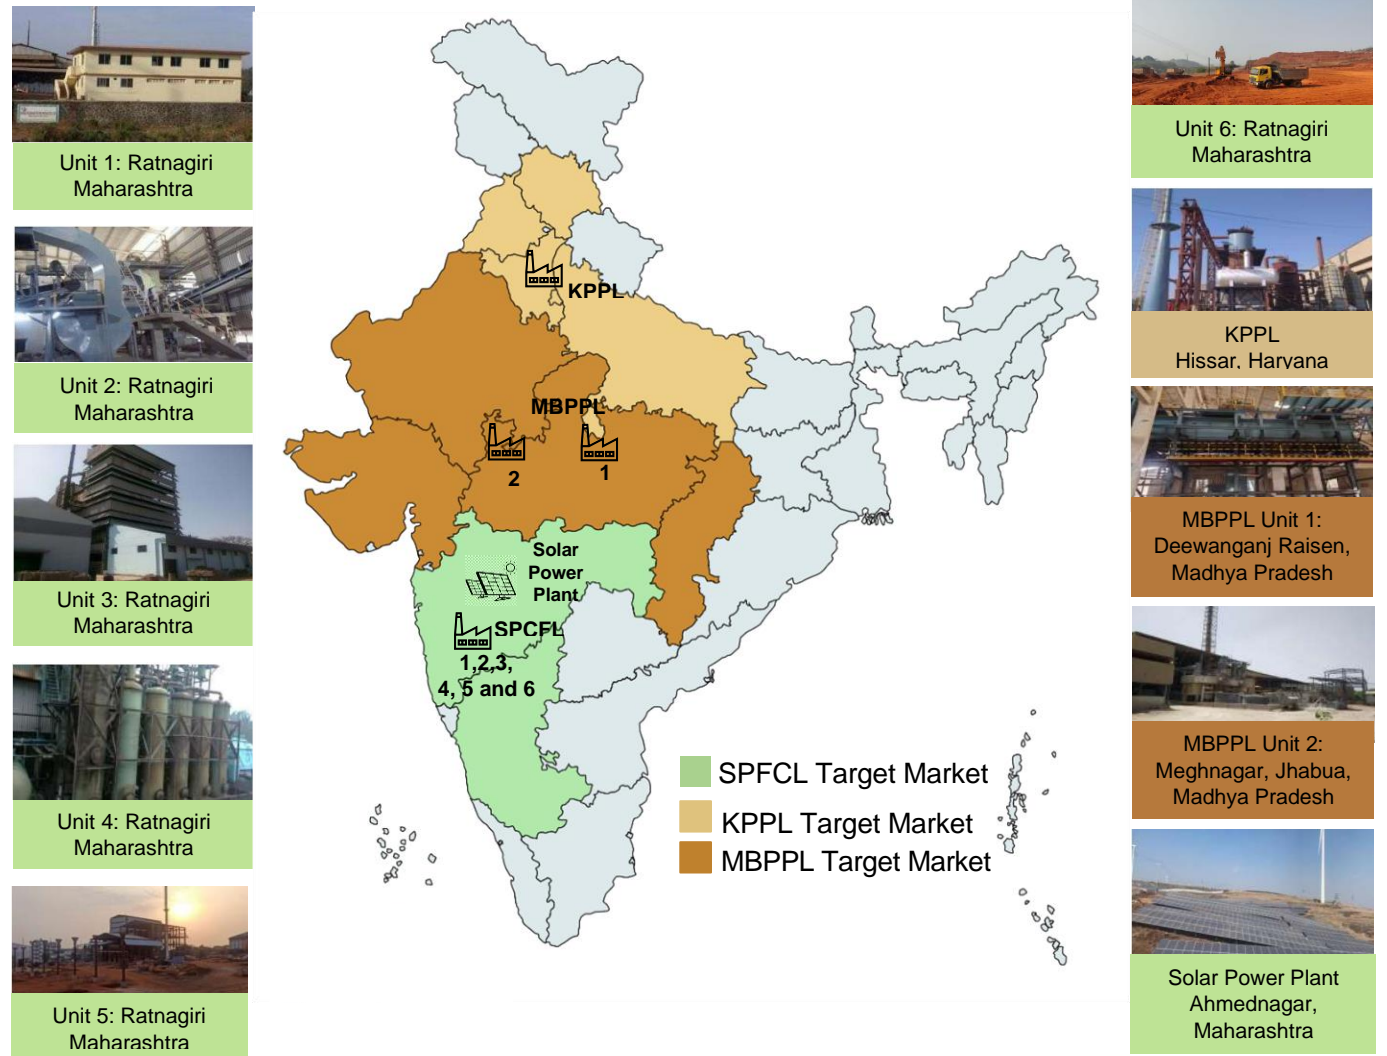 Unit 1: Ratnagiri
Maharashtra
Unit 2: Ratnagiri
Maharashtra
Unit 3: Ratnagiri
Maharashtra
Unit 4: Ratnagiri
Maharashtra
Unit 5: Ratnagiri
Maharashtra
KPPL
MBPPL
2
1
Solar
Power
Plant
SPCFL
1,2,3,
4, 5 and 6
SPFCL Target Market
KPPL Target Market
MBPPL Target Market
Unit 6: Ratnagiri
Maharashtra
KPPL
Hissar, Haryana
MBPPL Unit 1:
Deewanganj Raisen,
Madhya Pradesh
MBPPL Unit 2:
Meghnagar, Jhabua,
Madhya Pradesh
Solar Power Plant
Ahmednagar,
Maharashtra